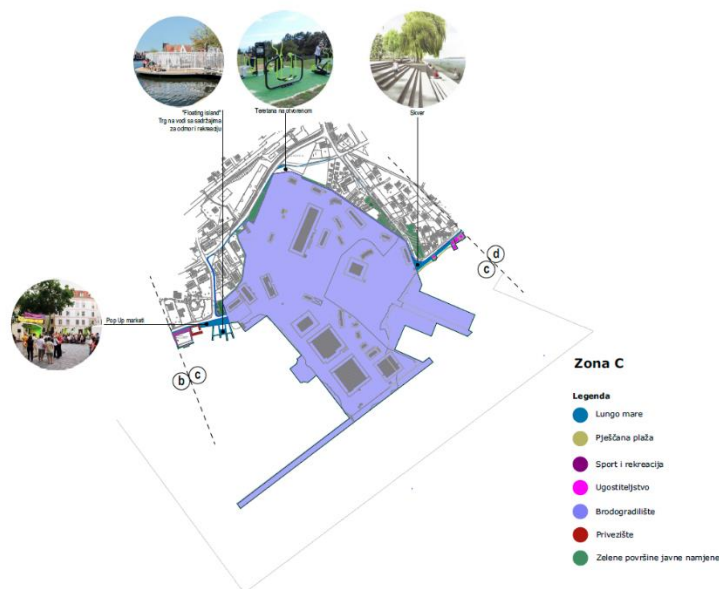 "Floating island"
Trg na vodi sa sadržajima
za odmor i rekreaciju
Teretana na otvorenom
Skver
Pop Up marketi
b
c
d
c
Zona C
Legenda
Lungo mare
Pješčana plaža
Sport i rekreacija
Ugostiteljstvo
Brodogradilište
Privezište
Zelene površine javne namjene